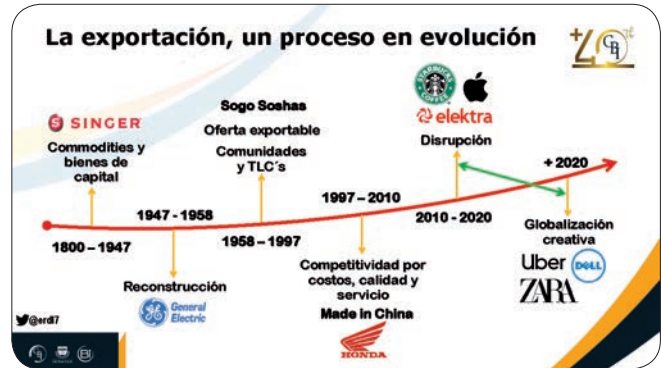 La exportación, un proceso en evolución
SINGER
Commodities y
bienes de
capital
1800 – 1947
1947 - 1958
Reconstrucción
General
Electric
Sogo Soshas
Oferta exportable
Comunidades
y TLC´s
1958 – 1997
1997 – 2010
Competitividad por
costos, calidad y
servicio
Made in China
HONDA
STARBUCKS
COFFEE
elektra
Disrupción
2010 - 2020
+ 2020
Globalización
creativa
Uber
DELL
ZARA
@erdl7